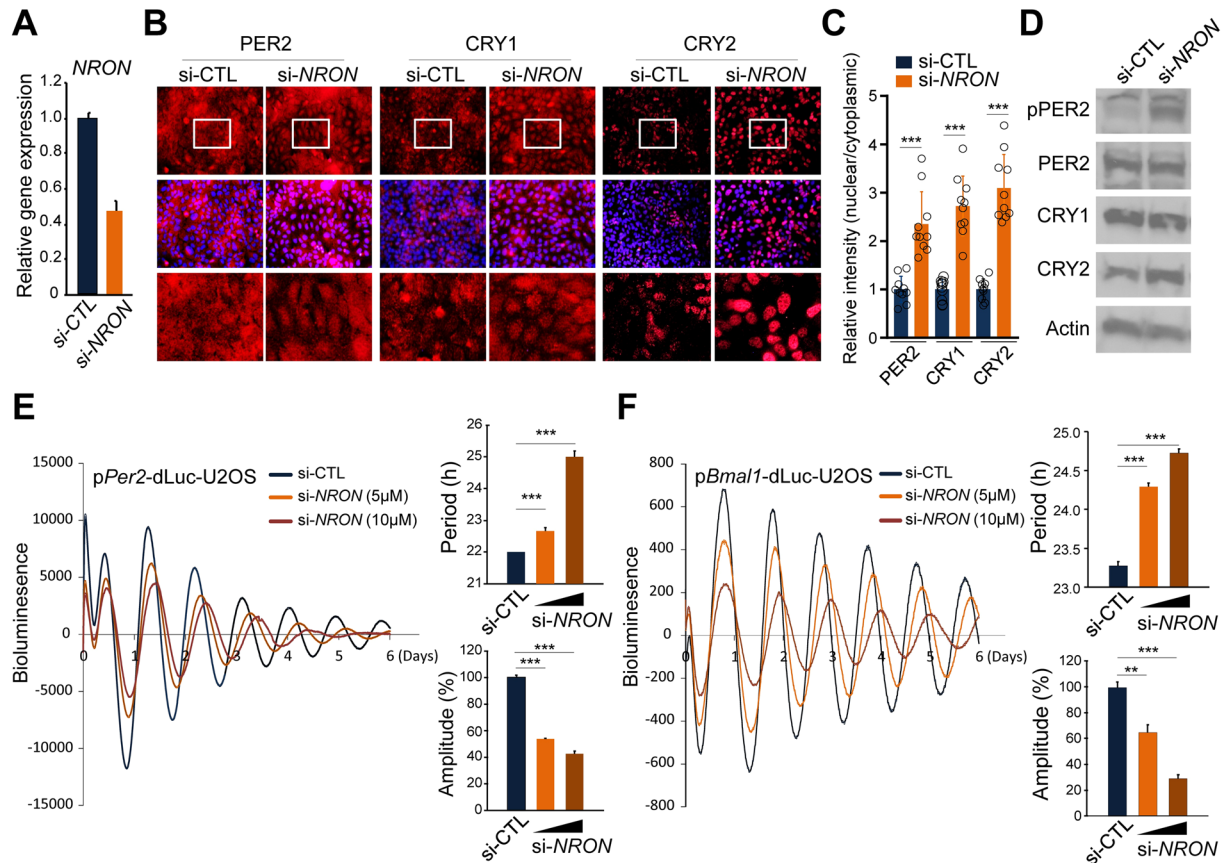 A
NRON
Relative gene expression
1.2
1.0
0.8
0.6
0.4
0.2
0
si-CTL
si-NRON
B
PER2
CRY1
CRY2
si-CTL
si-NRON
si-CTL
si-NRON
si-CTL
si-NRON
C
si-CTL
si-NRON
Relative intensity (nuclear/cytoplasmic)
5
4
3
2
1
0
***
***
***
PER2
CRY1
CRY2
D
si-CTL
si-NRON
pPER2
PER2
CRY1
CRY2
Actin
E
pPer2-dLuc-U2OS
si-CTL
si-NRON (5μM)
si-NRON (10μM)
Bioluminesence
15000
10000
5000
0
-5000
-10000
-15000
0
1
2
3
4
5
6 (Days)
Period (h)
26
25
24
23
22
21
***
***
si-CTL
si-NRON
Amplitude (%)
120
100
80
60
40
20
0
***
***
si-CTL
si-NRON
F
pBmal1-dLuc-U2OS
si-CTL
si-NRON (5μM)
si-NRON (10μM)
Bioluminesence
800
600
400
200
0
-200
-400
-600
-800
0
1
2
3
4
5
6 (Days)
Period (h)
25.0
24.5
24.0
23.5
23.0
***
***
si-CTL
si-NRON
Amplitude (%)
120
100
80
60
40
20
0
***
**
si-CTL
si-NRON